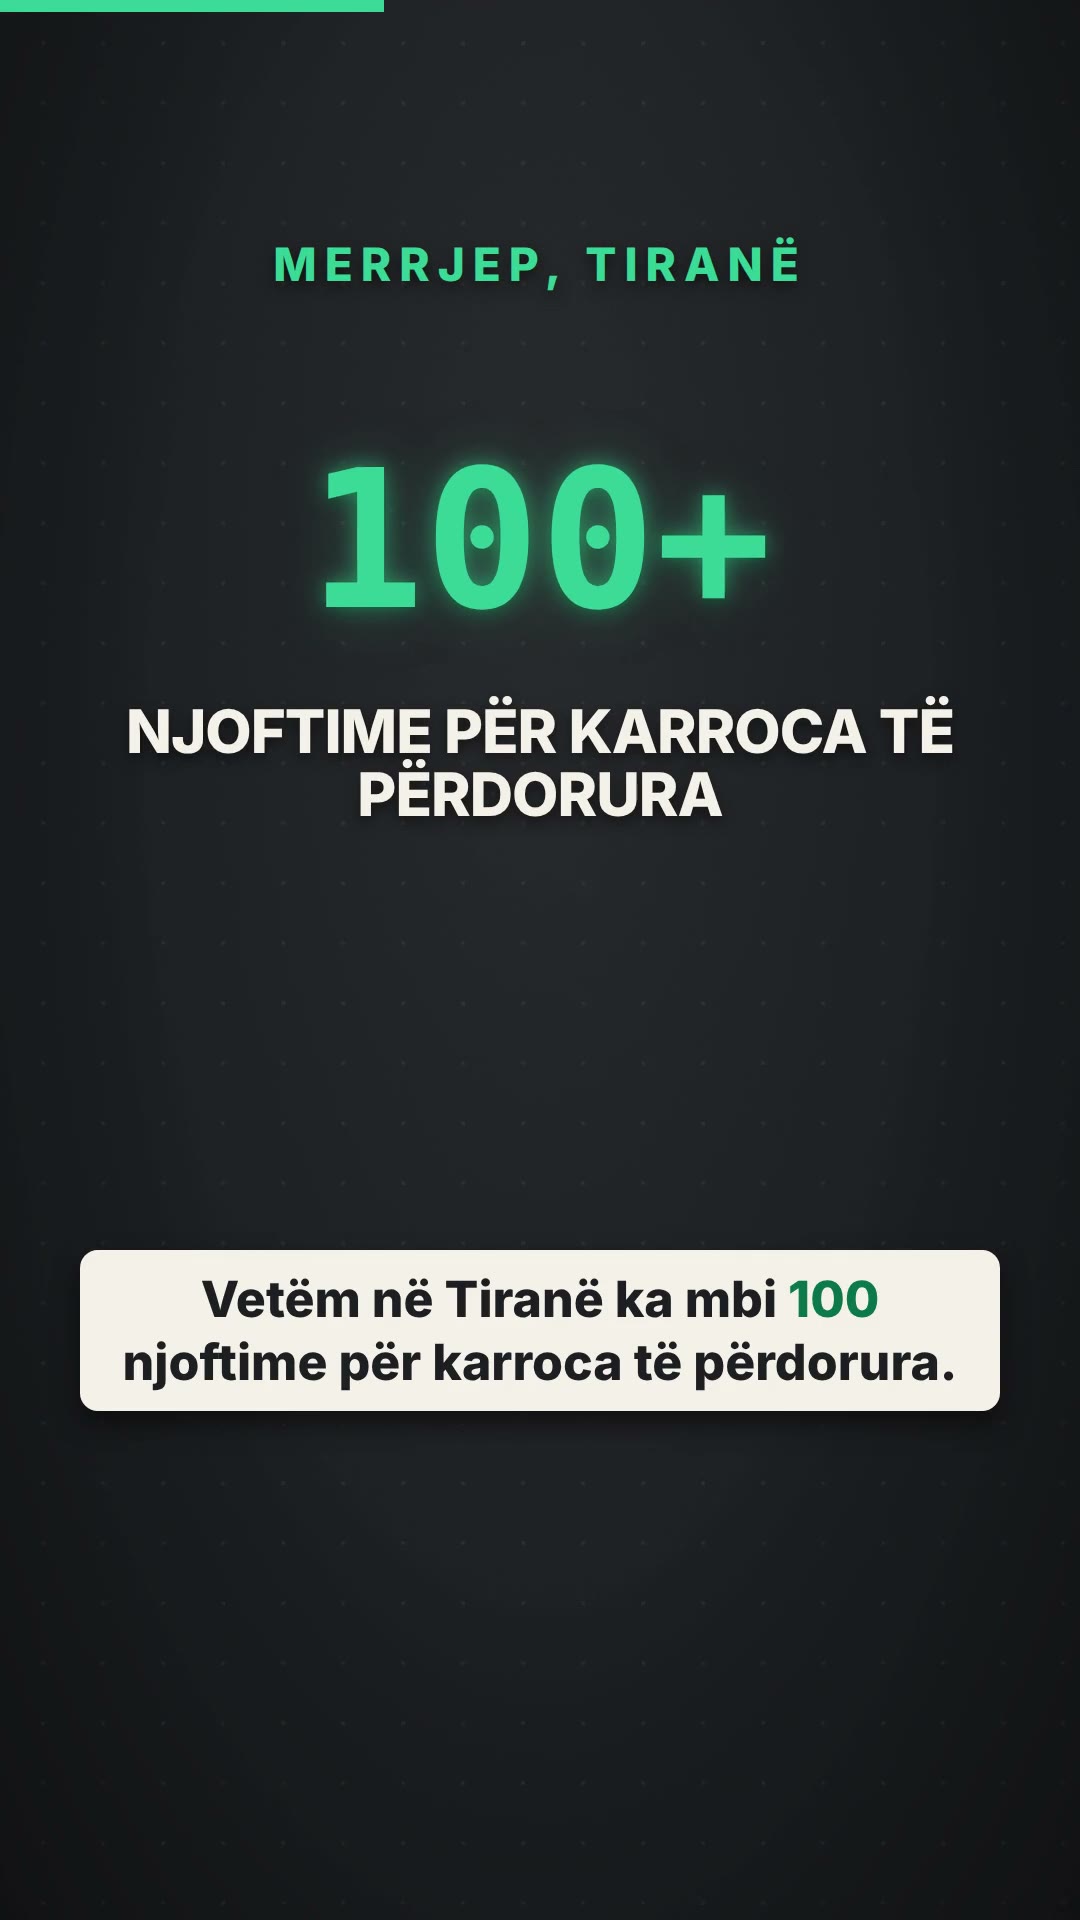 MERRJEP, TIRANË
100+
NJOFTIME PËR KARROCA TË
PËRDORURA
Vetëm në Tiranë ka mbi 100
njoftime për karroca të përdorura.